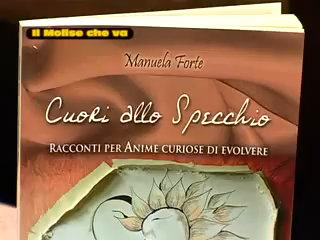 Il Molise che va
Manuela Forte
Cuori allo Specchio
RACCONTI PER ANIME CURIOSE DI EVOLVERE